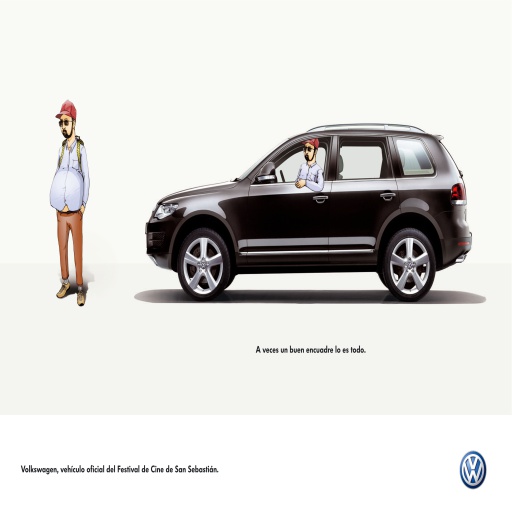 A veces un buen encuadre lo es todo.
Volkswagen, vehículo oficial del Festival de Cine de San Sebastián.